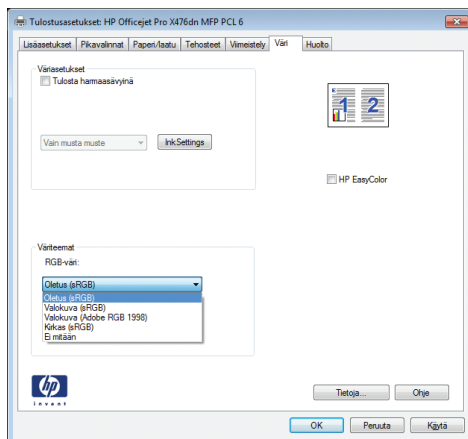 Tulostusasetukset: HP Officejet Pro X476dn MFP PCL 6
Lisäasetukset Pikavalinnat Paperi/laatu Tehosteet Viimeistely Väri Huolto
Väriasetukset
Tulosta harmaasävyinä
1 2
Vain musta muste InkSettings
HP EasyColor
Väriteemat
RGB-väri:
Oletus (sRGB)
Oletus (sRGB)
Valokuva (sRGB)
Valokuva (Adobe RGB 1998)
Kirkas (sRGB)
Ei mitään
hp
invent
Tietoja... Ohje
OK Peruuta Käytä